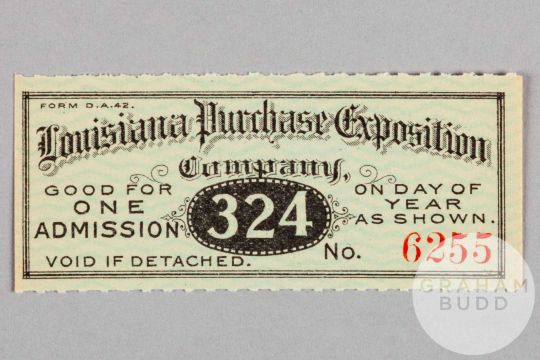 FORM D.A.42.
Louisiana Purchase Exposition
Company,
GOOD FOR
ONE
ADMISSION
324
ON DAY OF
YEAR
AS SHOWN.
VOID IF DETACHED.
No. 6255
GRAHAM
BUDD